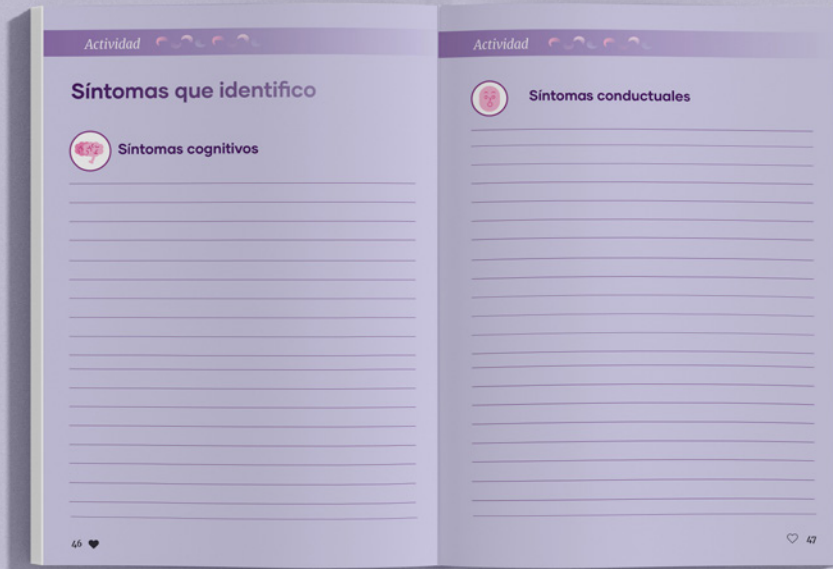 Actividad
Síntomas que identifico
Síntomas cognitivos
46
Actividad
Síntomas conductuales
47